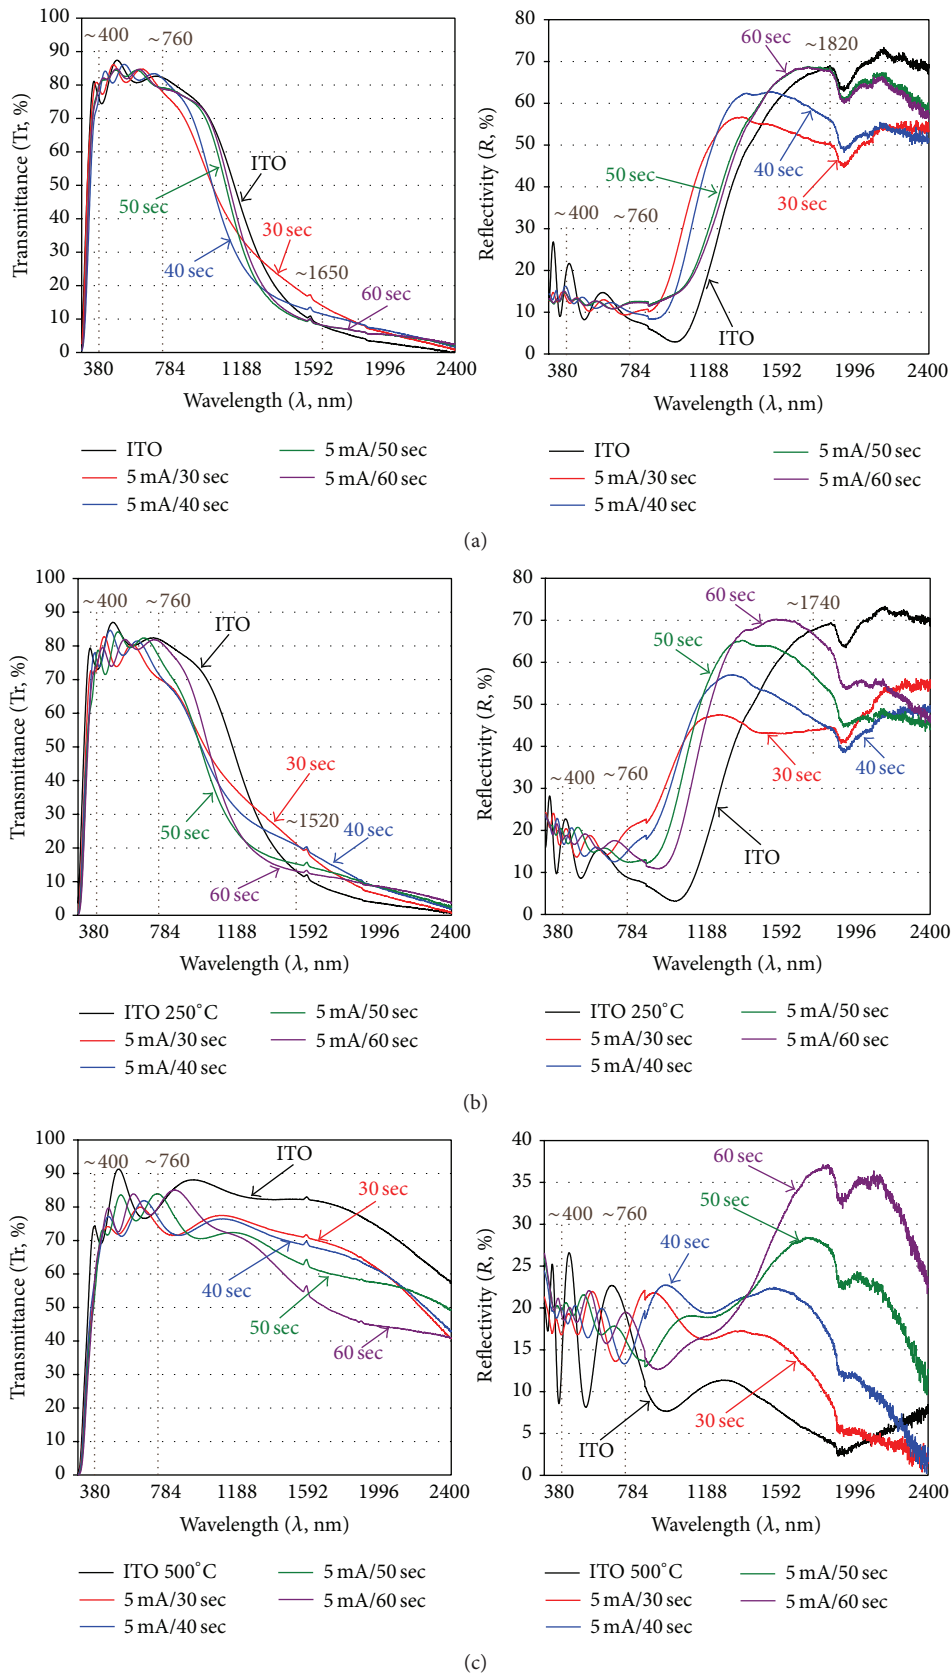 Transmittance (Tr, %)
100
90
80
70
60
50
40
30
20
10
0
~400
~760
ITO
50 sec
30 sec
40 sec
~1650
60 sec
380 784 1188 1592 1996 2400
Wavelength (λ, nm)
ITO
5 mA/30 sec
5 mA/40 sec
5 mA/50 sec
5 mA/60 sec
Reflectivity (R, %)
80
70
60
50
40
30
20
10
0
60 sec
~1820
40 sec
50 sec
30 sec
~400
~760
ITO
380 784 1188 1592 1996 2400
Wavelength (λ, nm)
ITO
5 mA/30 sec
5 mA/40 sec
5 mA/50 sec
5 mA/60 sec
(a)
Transmittance (Tr, %)
100
90
80
70
60
50
40
30
20
10
0
~400
~760
ITO
30 sec
~1520
50 sec
40 sec
60 sec
380 784 1188 1592 1996 2400
Wavelength (λ, nm)
ITO 250°C
5 mA/30 sec
5 mA/40 sec
5 mA/50 sec
5 mA/60 sec
Reflectivity (R, %)
80
70
60
50
40
30
20
10
0
60 sec
~1740
50 sec
30 sec
40 sec
~400
~760
ITO
380 784 1188 1592 1996 2400
Wavelength (λ, nm)
ITO 250°C
5 mA/30 sec
5 mA/40 sec
5 mA/50 sec
5 mA/60 sec
(b)
Transmittance (Tr, %)
100
90
80
70
60
50
40
30
20
10
0
~400
~760
ITO
30 sec
40 sec
50 sec
60 sec
380 784 1188 1592 1996 2400
Wavelength (λ, nm)
ITO 500°C
5 mA/30 sec
5 mA/40 sec
5 mA/50 sec
5 mA/60 sec
Reflectivity (R, %)
40
35
30
25
20
15
10
5
0
60 sec
50 sec
~400
~760
40 sec
30 sec
ITO
380 784 1188 1592 1996 2400
Wavelength (λ, nm)
ITO 500°C
5 mA/30 sec
5 mA/40 sec
5 mA/50 sec
5 mA/60 sec
(c)